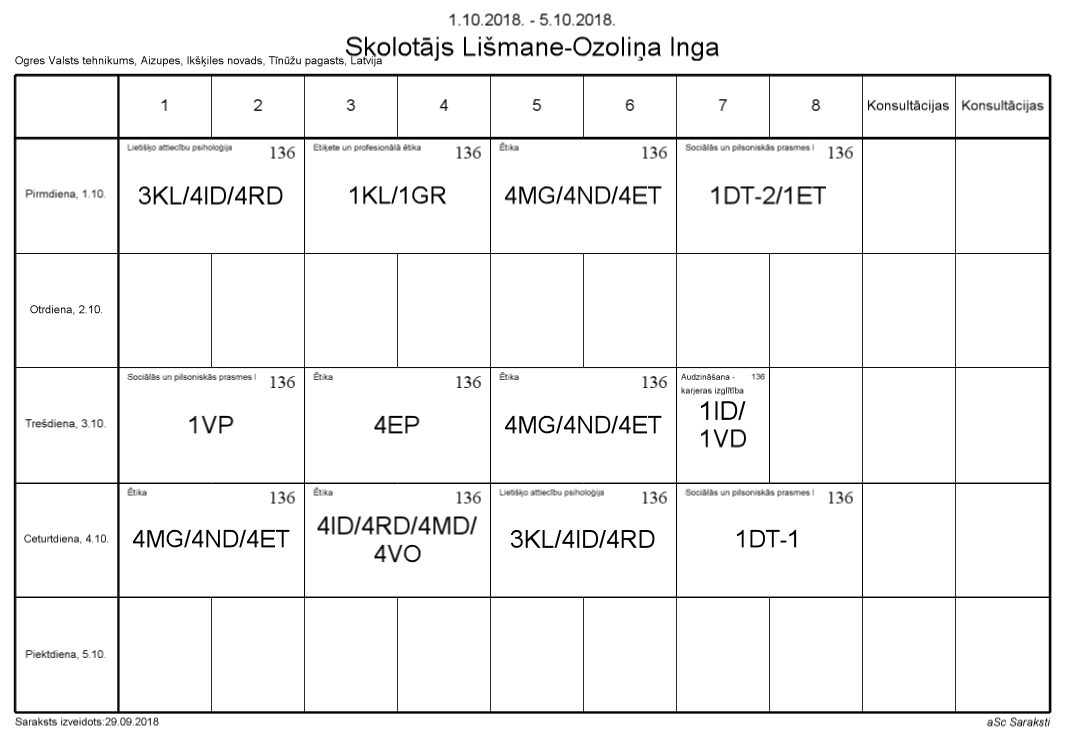 1.10.2018. - 5.10.2018.
Skolotājs Lišmane-Ozoliņa Inga
Ogres Valsts tehnikums, Aizupes, Ikšķiles novads, Tīnūžu pagasts, Latvija
1 2 3 4 5 6 7 8 Konsultācijas Konsultācijas
Pirmdiena, 1.10.
Lietišķo attiecību psiholoģija 136
3KL/4ID/4RD
Etiķete un profesionālā ētika 136
1KL/1GR
Ētika 136
4MG/4ND/4ET
Sociālās un pilsoniskās prasmes I 136
1DT-2/1ET
Otrdiena, 2.10.
Trešdiena, 3.10.
Sociālās un pilsoniskās prasmes I 136
1VP
Ētika 136
4EP
Ētika 136
4MG/4ND/4ET
Audzināšana - 136
karjeras izglītība
1ID/
1VD
Ceturtdiena, 4.10.
Ētika 136
4MG/4ND/4ET
Ētika 136
4ID/4RD/4MD/
4VO
Lietišķo attiecību psiholoģija 136
3KL/4ID/4RD
Sociālās un pilsoniskās prasmes I 136
1DT-1
Piektdiena, 5.10.
Saraksts izveidots:29.09.2018
aSc Saraksti